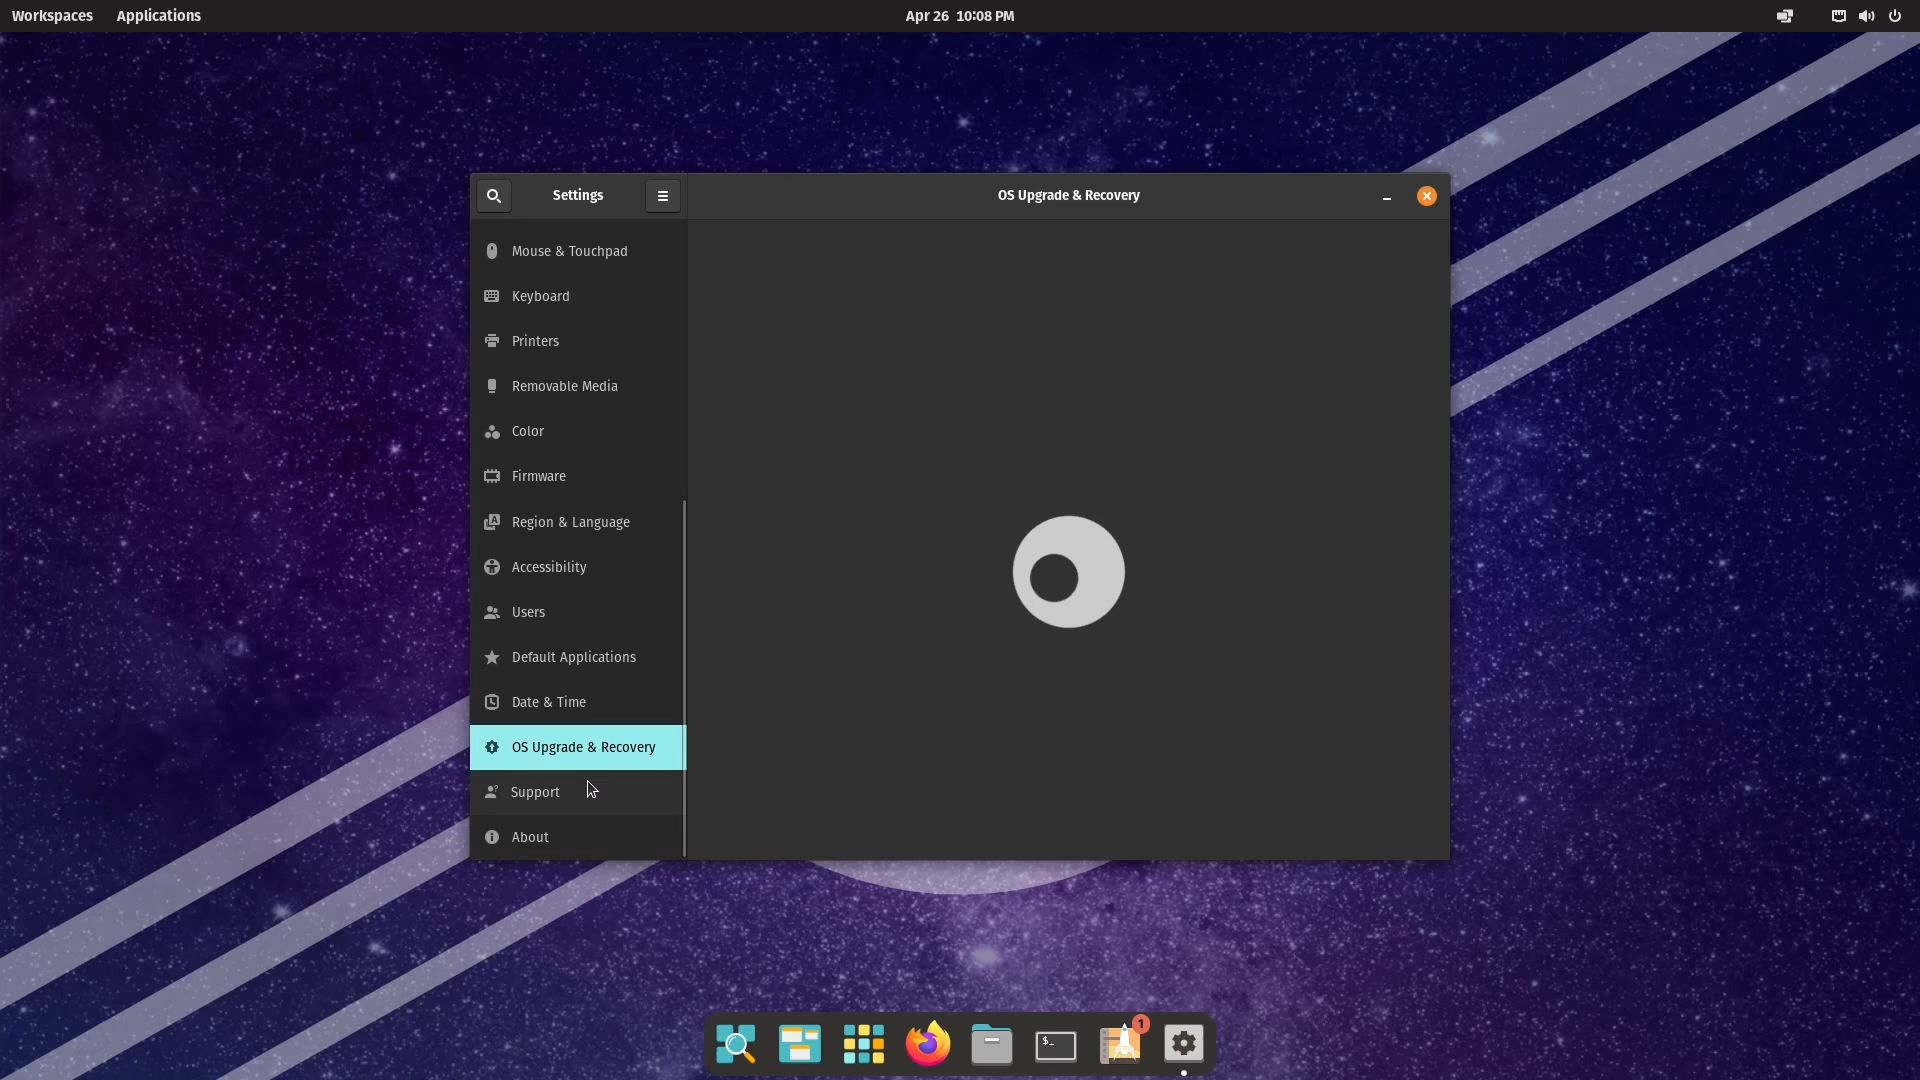 Workspaces
Applications
Apr 26 10:08 PM
Settings
OS Upgrade & Recovery
Mouse & Touchpad
Keyboard
Printers
Removable Media
Color
Firmware
Region & Language
Accessibility
Users
Default Applications
Date & Time
OS Upgrade & Recovery
Support
About
$_
1